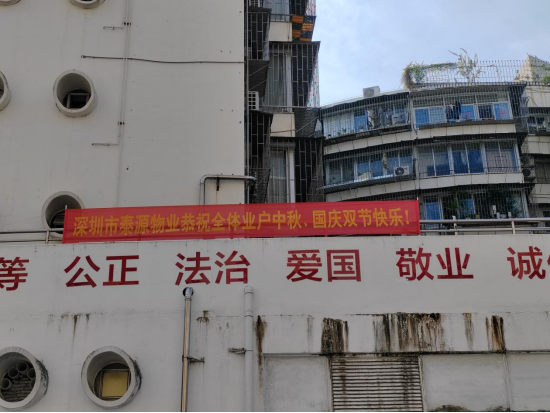 深圳市泰源物业恭祝全体业户中秋、国庆双节快乐！
等 公正 法治 爱国 敬业 诚